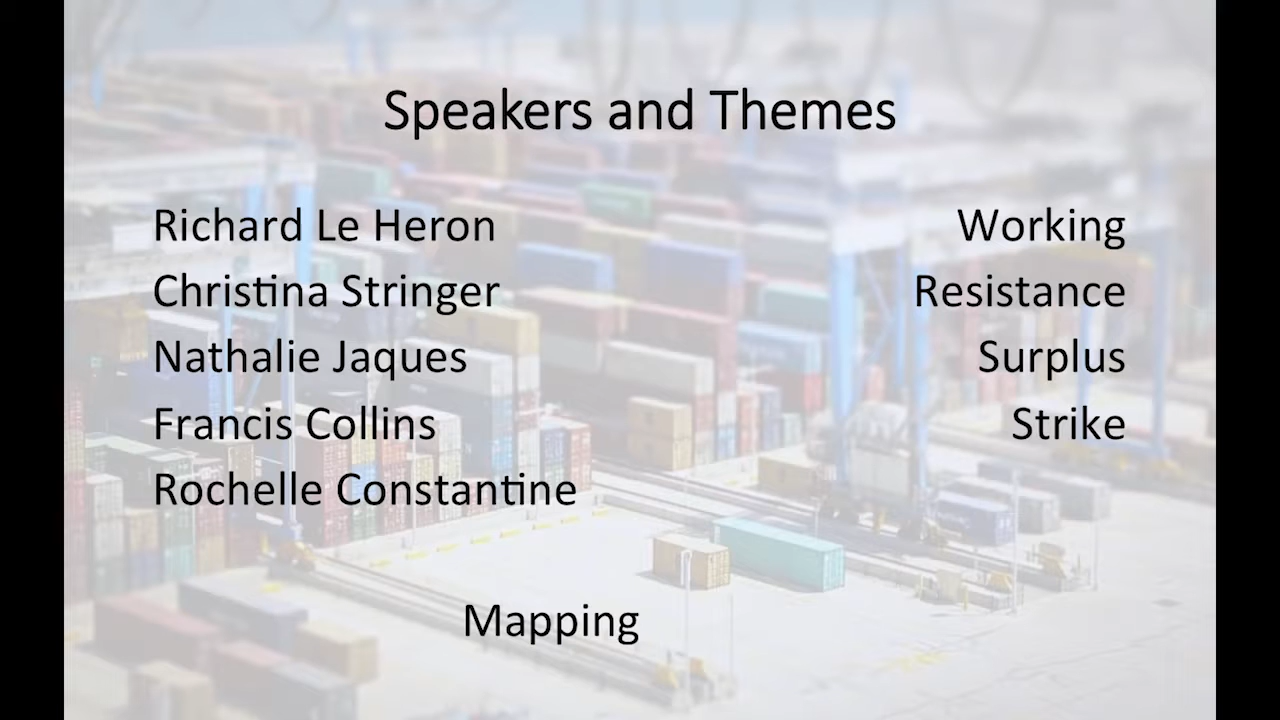 Speakers and Themes
Richard Le Heron Working
Christina Stringer Resistance
Nathalie Jaques Surplus
Francis Collins Strike
Rochelle Constantine
Mapping